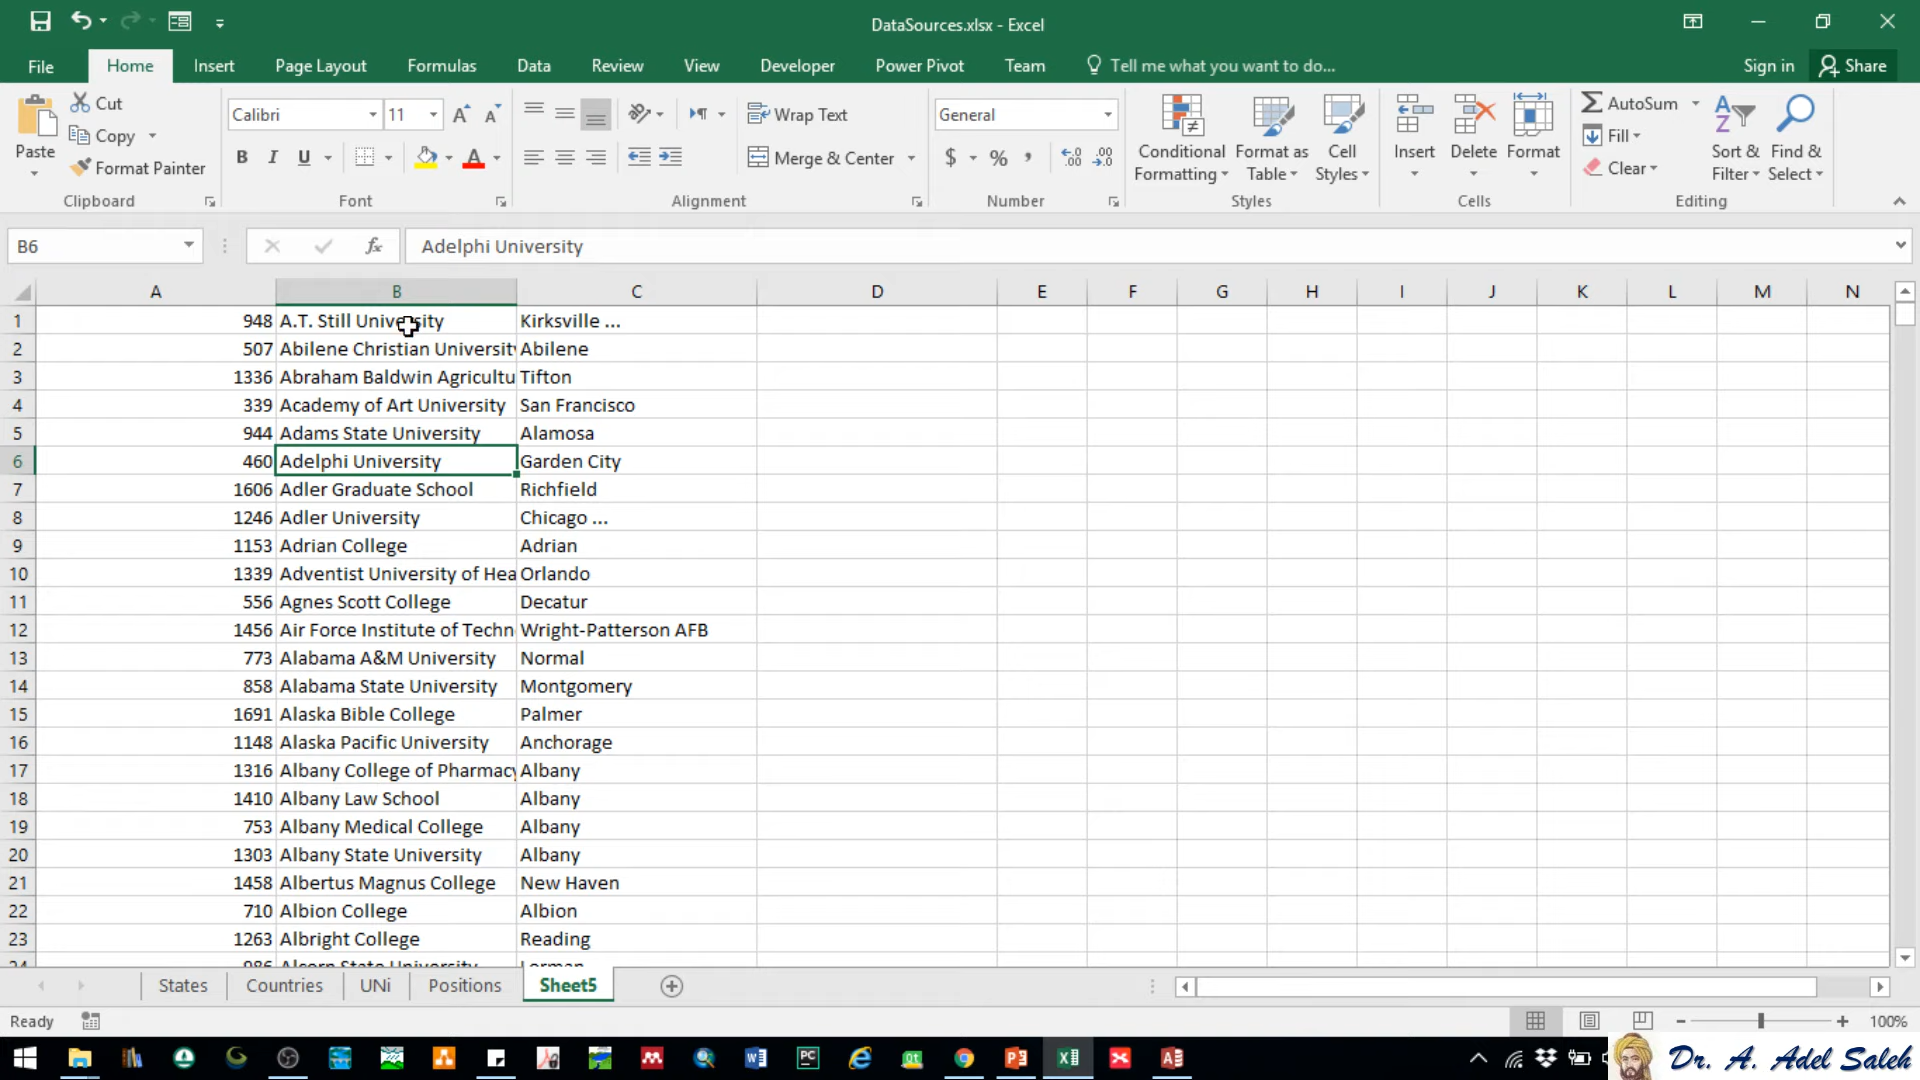 DataSources.xlsx - Excel
File Home Insert Page Layout Formulas Data Review View Developer Power Pivot Team Tell me what you want to do... Sign in Share
Paste
Cut
Copy
Format Painter
Clipboard
Calibri 11
B I U
Font
Wrap Text
Merge & Center
Alignment
General
$ % ,
Number
Conditional Formatting
Format as Table
Cell Styles
Styles
Insert Delete Format
Cells
AutoSum
Fill
Clear
Sort & Filter
Find & Select
Editing
B6 fx Adelphi University
A B C D E F G H I J K L M N
1 948 A.T. Still University Kirksville ...
2 507 Abilene Christian University Abilene
3 1336 Abraham Baldwin Agricultu Tifton
4 339 Academy of Art University San Francisco
5 944 Adams State University Alamosa
6 460 Adelphi University Garden City
7 1606 Adler Graduate School Richfield
8 1246 Adler University Chicago ...
9 1153 Adrian College Adrian
10 1339 Adventist University of Hea Orlando
11 556 Agnes Scott College Decatur
12 1456 Air Force Institute of Techn Wright-Patterson AFB
13 773 Alabama A&M University Normal
14 858 Alabama State University Montgomery
15 1691 Alaska Bible College Palmer
16 1148 Alaska Pacific University Anchorage
17 1316 Albany College of Pharmacy Albany
18 1410 Albany Law School Albany
19 753 Albany Medical College Albany
20 1303 Albany State University Albany
21 1458 Albertus Magnus College New Haven
22 710 Albion College Albion
23 1263 Albright College Reading
24 986 Alcorn State University Lorman
States Countries UNi Positions Sheet5
Ready 100%
Dr. A. Adel Saleh